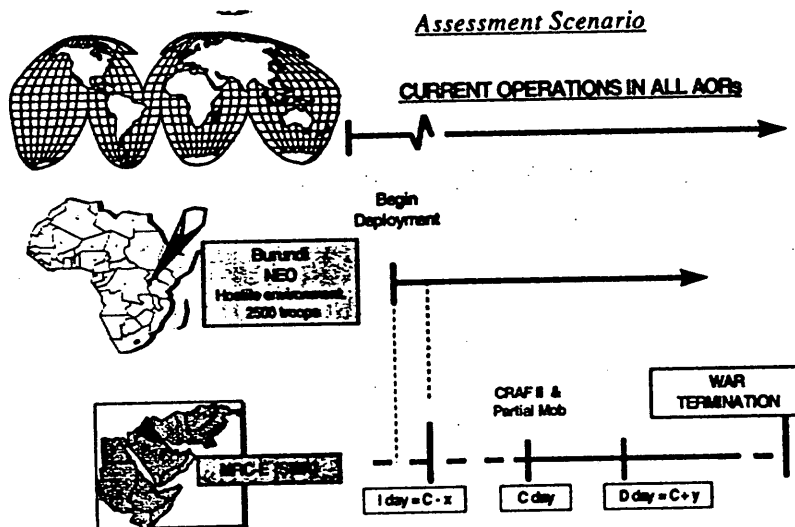 Assessment Scenario
CURRENT OPERATIONS IN ALL AORs
Begin
Deployment
Burundi
NEO
Hostile environment,
2500 troops
CRAF II &
Partial Mob
WAR
TERMINATION
MRC-E (SWA)
I day = C - x
C day
D day = C + y